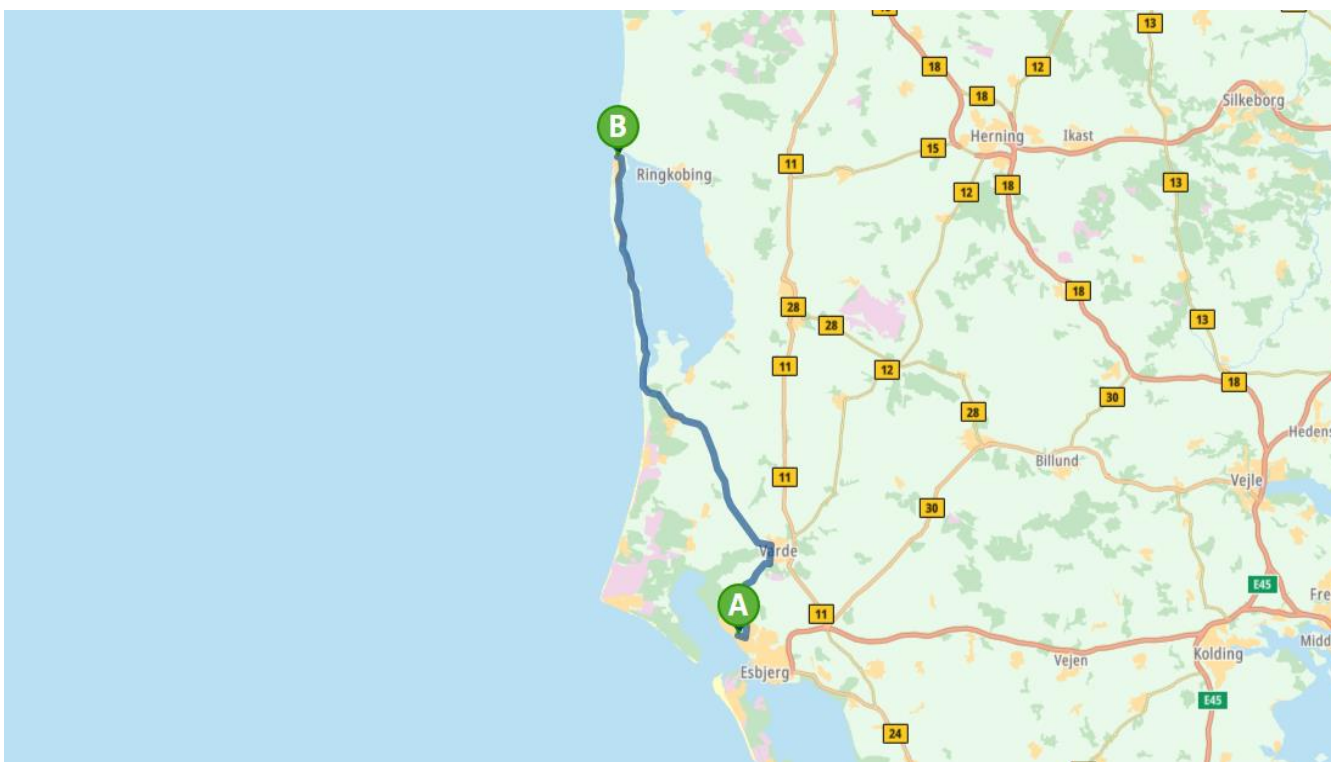 13
18
12
18
Silkeborg
B
Herning
Ikast
15
11
Ringkobing
13
18
12
18
28
28
13
11
12
18
30
28
Hedens
Billund
11
Vejle
30
Varde
E45
A
11
Fre
Midd
Kolding
Vejen
Esbjerg
E45
24